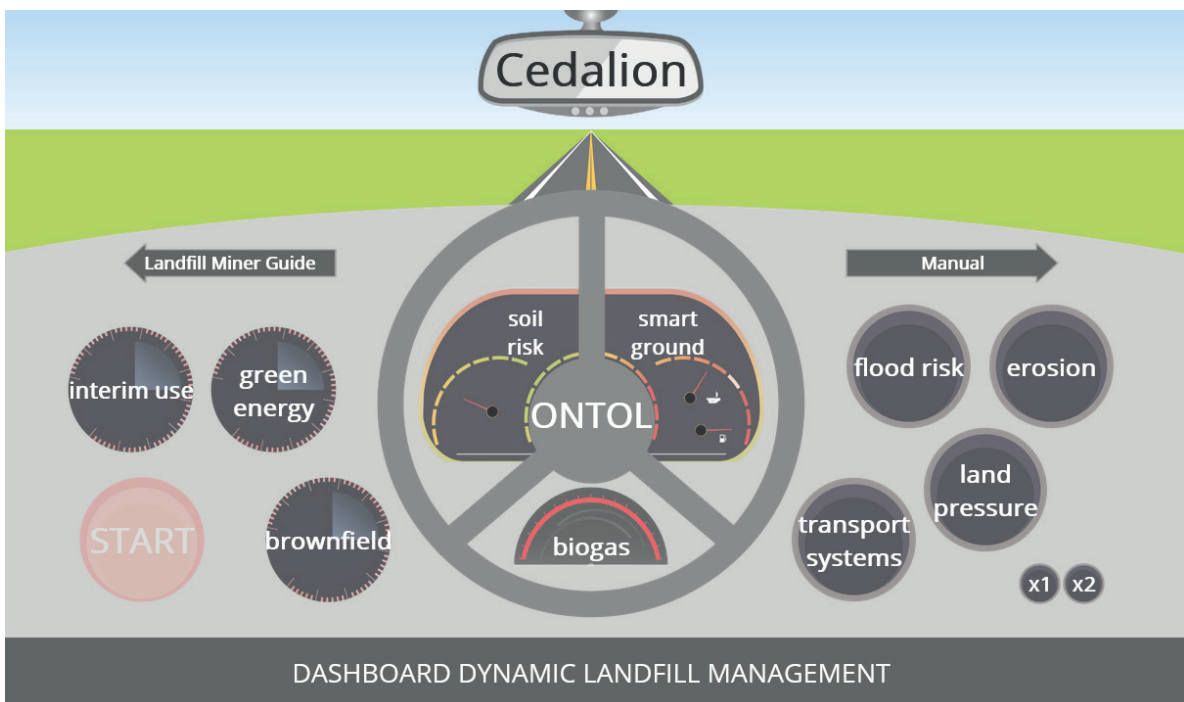 Cedalion
Landfill Miner Guide
Manual
soil
risk
smart
ground
interim use
green
energy
ONTOL
flood risk
erosion
START
brownfield
biogas
land
pressure
transport
systems
x1
x2
DASHBOARD DYNAMIC LANDFILL MANAGEMENT